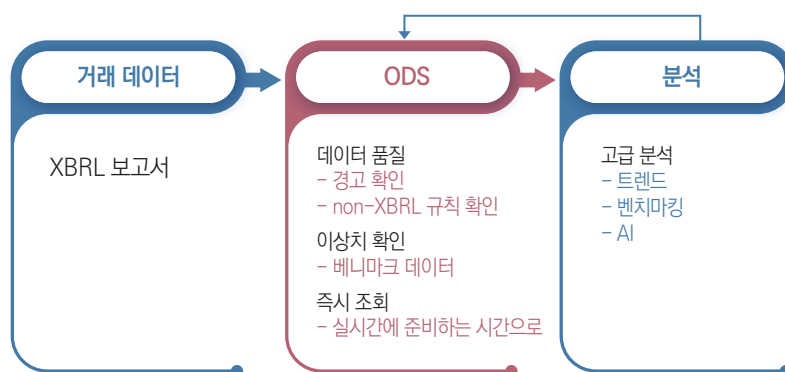 거래 데이터
XBRL 보고서
ODS
데이터 품질
- 경고 확인
- non-XBRL 규칙 확인
이상치 확인
- 베니마크 데이터
즉시 조회
- 실시간에 준비하는 시간으로
분석
고급 분석
- 트렌드
- 벤치마킹
- AI